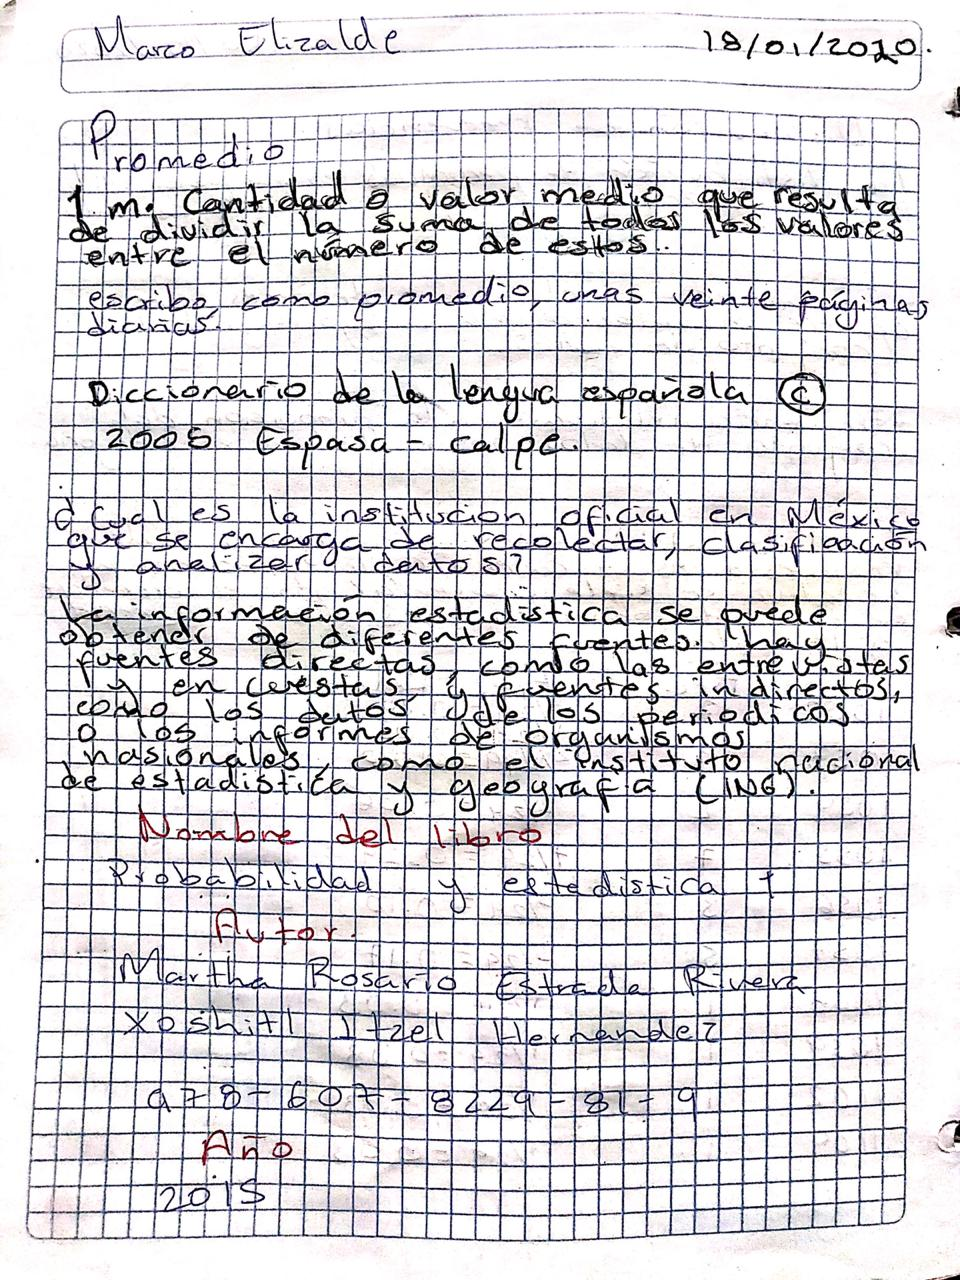 Marco Elizalde 18/01/2020.
Promedio
1 m. Cantidad o valor medio que resulta
de dividir la suma de todos los valores
entre el número de estos.
escribo, como promedio, unas veinte páginas
diarias.
Diccionario de la lengua española ©
2005 Espasa - calpe.
¿Cual es la institucion oficial en México
que se encarga de recolectar, clasificación
y analizar datos?
La información estadistica se puede
obtener de diferentes fuentes. hay
fuentes directas, como las entrevistas
y en cuestas, y fuentes indirectos,
como los datos de los periodicos
o los informes de organismos
nasionales, como el instituto nacional
de estadistica y geografia (ING).
Nombre del libro
Probabilidad y estedistica 1
Autor.
Martha Rosario Estrada Rivera
Xoshitl Itzel Hernandez
978-607-8229-81-9
Año
2015